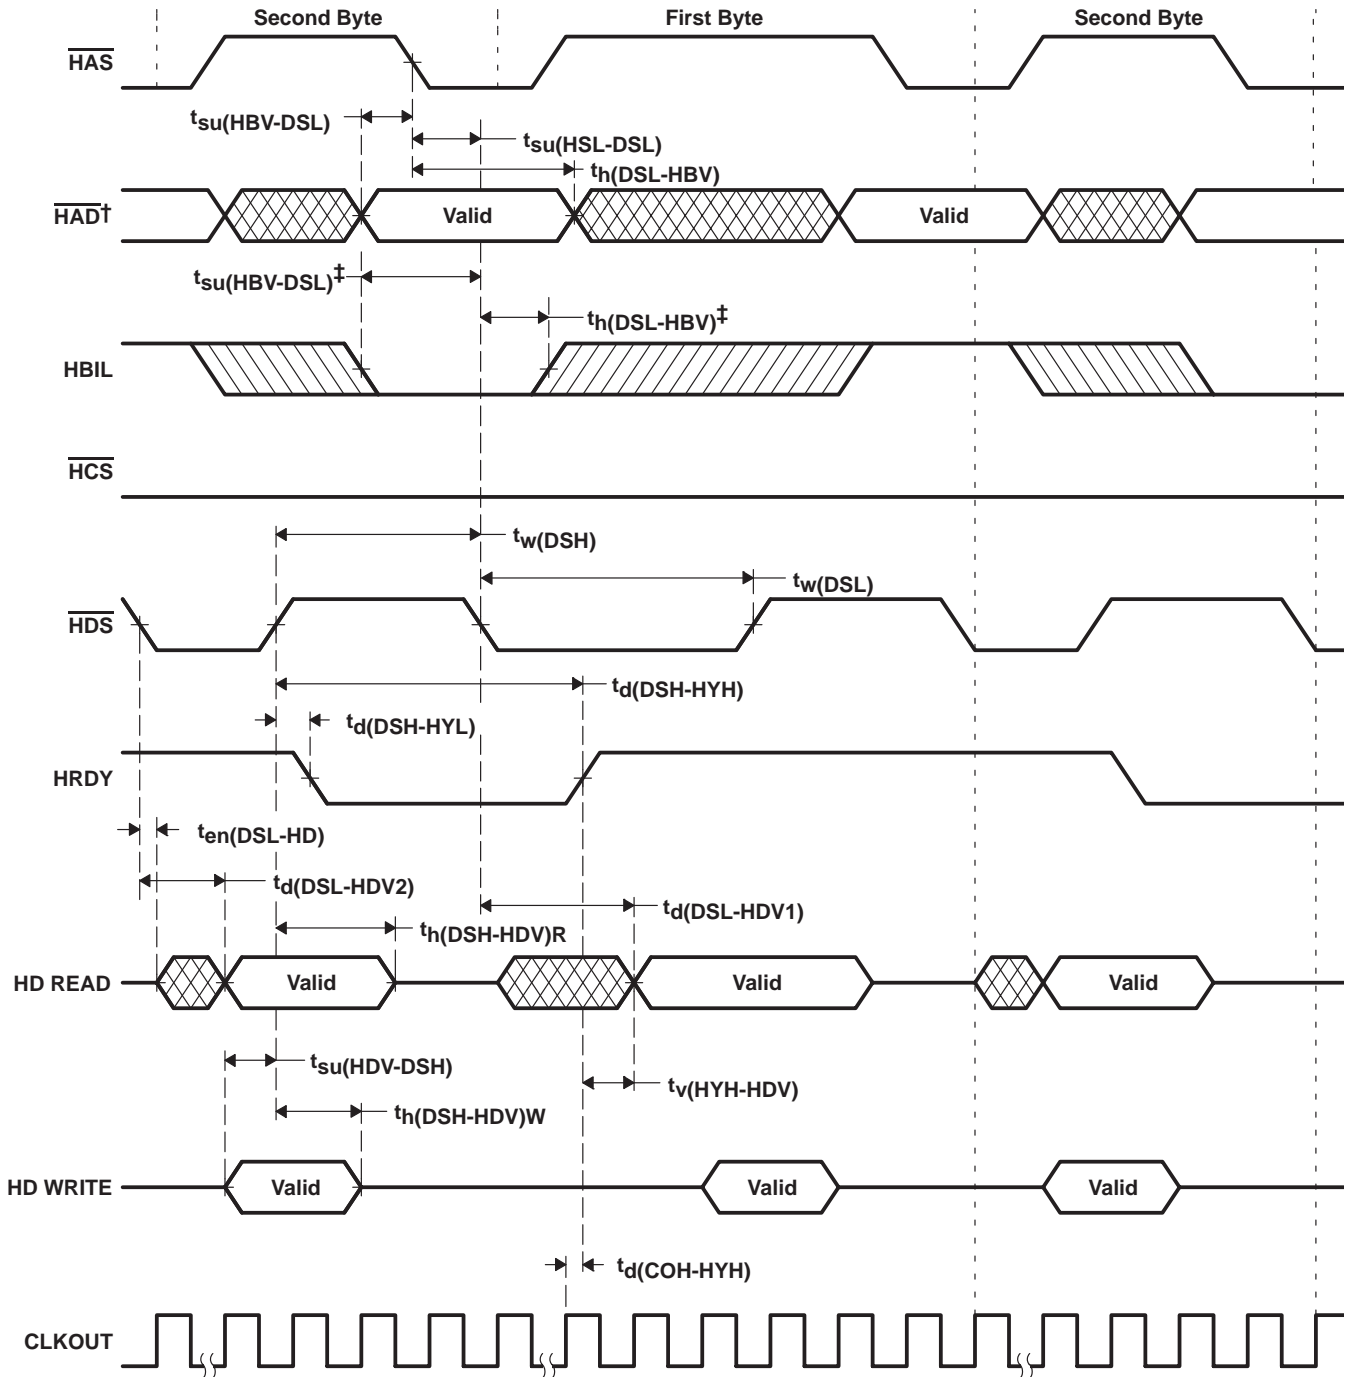 Second Byte First Byte Second Byte
HAS
tsu(HBV-DSL)
tsu(HSL-DSL)
th(DSL-HBV)
HAD† Valid Valid
tsu(HBV-DSL)‡
th(DSL-HBV)‡
HBIL
HCS
tw(DSH)
tw(DSL)
HDS
td(DSH-HYH)
td(DSH-HYL)
HRDY
ten(DSL-HD)
td(DSL-HDV2)
td(DSL-HDV1)
th(DSH-HDV)R
HD READ Valid Valid Valid
tsu(HDV-DSH)
tv(HYH-HDV)
th(DSH-HDV)W
HD WRITE Valid Valid Valid
td(COH-HYH)
CLKOUT